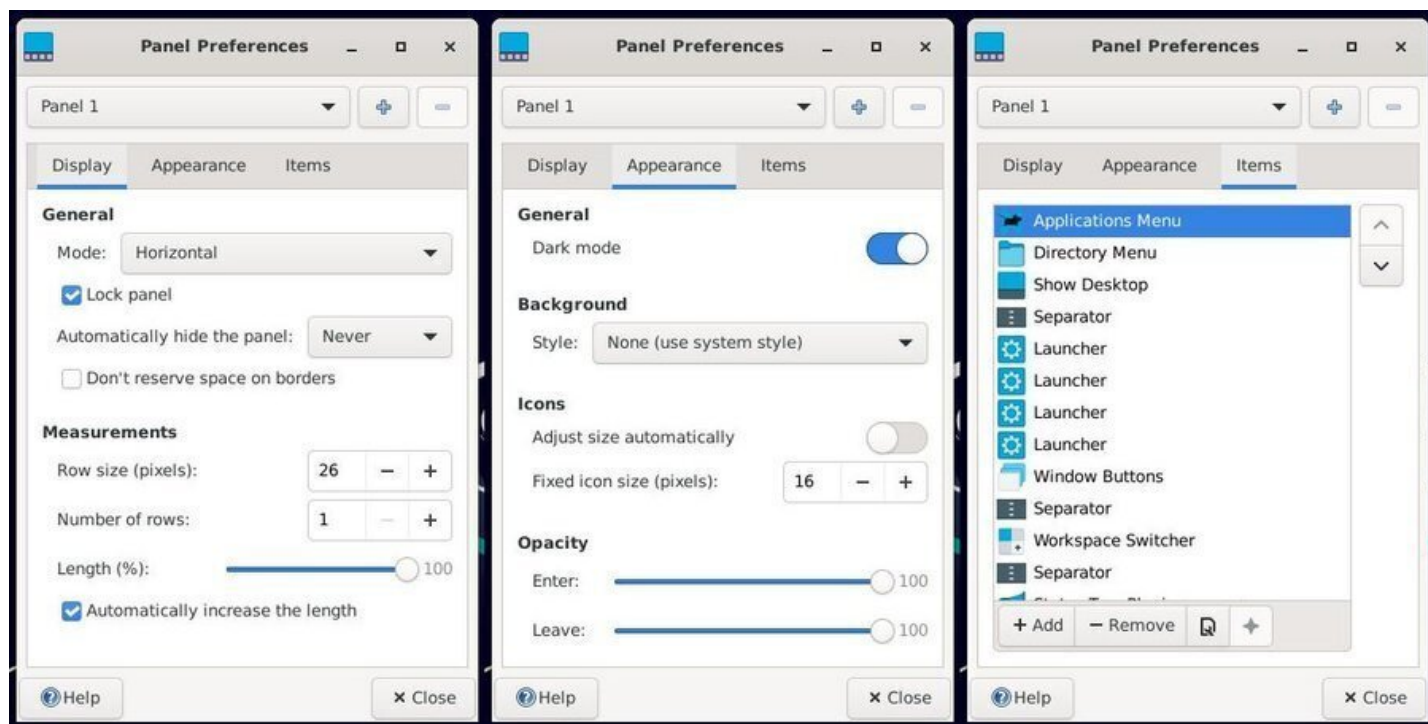 Panel Preferences
Panel 1
Display Appearance Items
General
Mode: Horizontal
Lock panel
Automatically hide the panel: Never
Don't reserve space on borders
Measurements
Row size (pixels): 26 − +
Number of rows: 1 − +
Length (%): 100
Automatically increase the length
Help × Close
Panel Preferences
Panel 1
Display Appearance Items
General
Dark mode
Background
Style: None (use system style)
Icons
Adjust size automatically
Fixed icon size (pixels): 16 − +
Opacity
Enter: 100
Leave: 100
Help × Close
Panel Preferences
Panel 1
Display Appearance Items
Applications Menu
Directory Menu
Show Desktop
Separator
Launcher
Launcher
Launcher
Launcher
Window Buttons
Separator
Workspace Switcher
Separator
+ Add − Remove
Help × Close